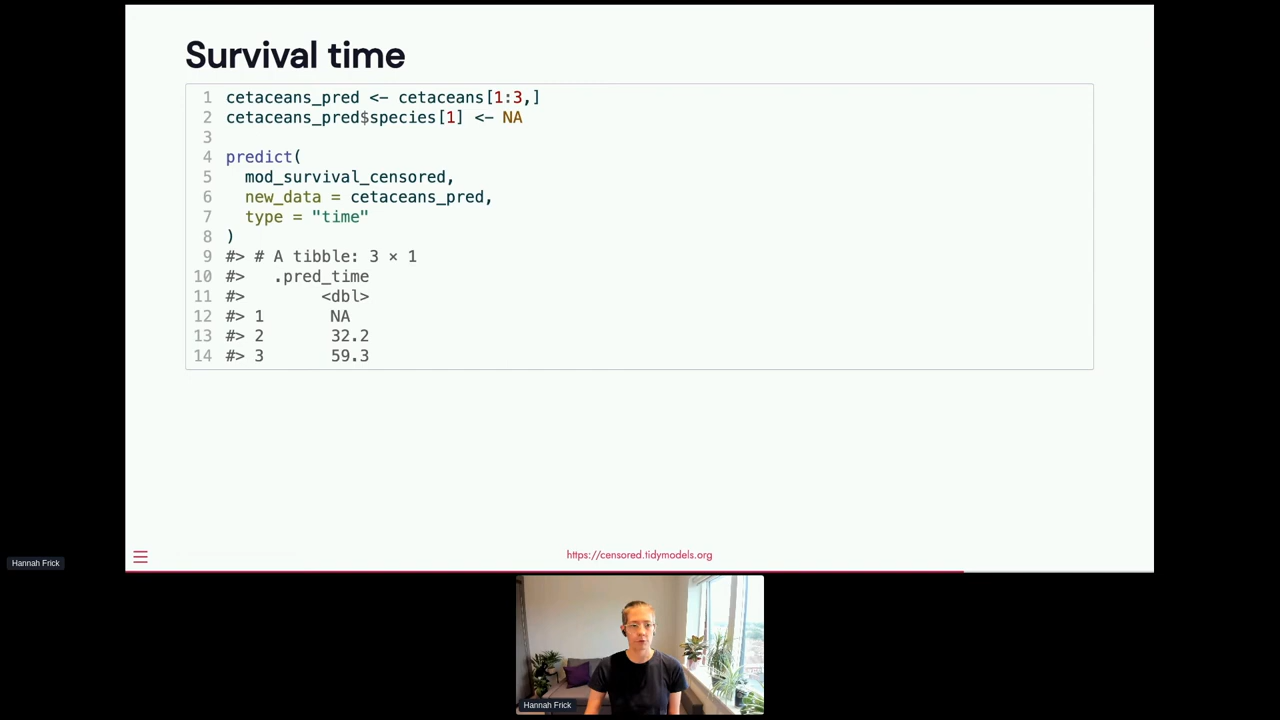 Survival time
1 cetaceans_pred <- cetaceans[1:3,]
2 cetaceans_pred$species[1] <- NA
3
4 predict(
5   mod_survival_censored,
6   new_data = cetaceans_pred,
7   type = "time"
8 )
9 #> # A tibble: 3 × 1
10 #>   .pred_time
11 #>        <dbl>
12 #> 1       NA
13 #> 2       32.2
14 #> 3       59.3
https://censored.tidymodels.org
Hannah Frick
Hannah Frick